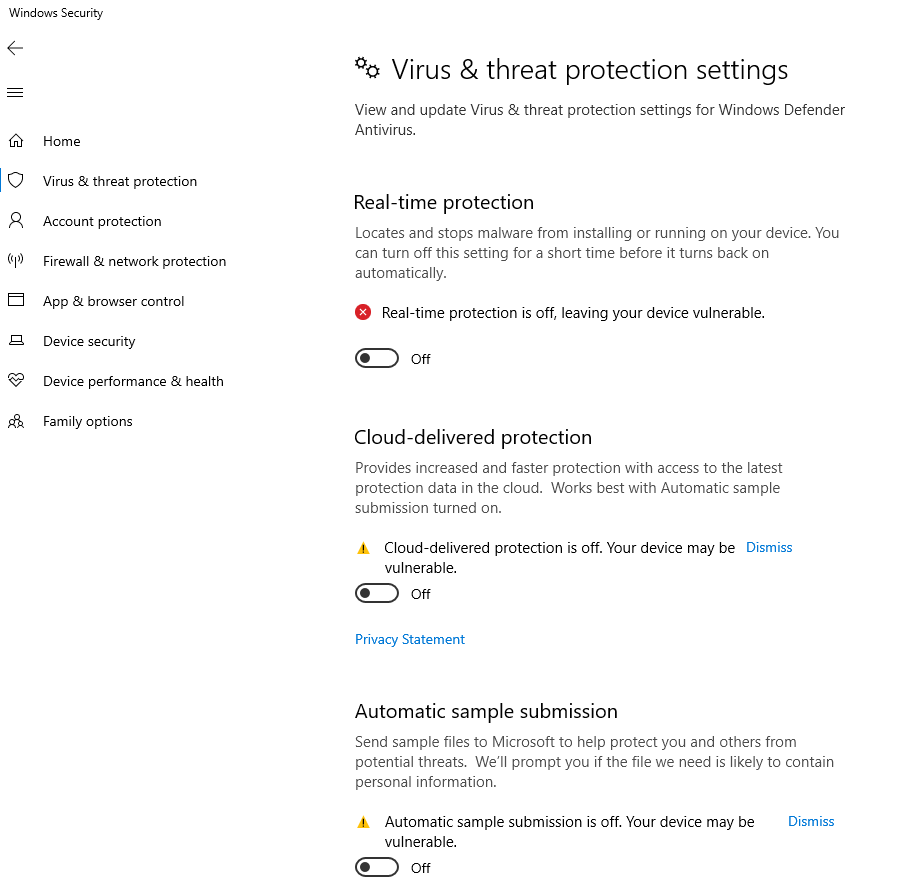 Windows Security
Home
Virus & threat protection
Account protection
Firewall & network protection
App & browser control
Device security
Device performance & health
Family options
Virus & threat protection settings
View and update Virus & threat protection settings for Windows Defender
Antivirus.
Real-time protection
Locates and stops malware from installing or running on your device. You
can turn off this setting for a short time before it turns back on
automatically.
Real-time protection is off, leaving your device vulnerable.
Off
Cloud-delivered protection
Provides increased and faster protection with access to the latest
protection data in the cloud.  Works best with Automatic sample
submission turned on.
Cloud-delivered protection is off. Your device may be Dismiss
vulnerable.
Off
Privacy Statement
Automatic sample submission
Send sample files to Microsoft to help protect you and others from
potential threats.  We'll prompt you if the file we need is likely to contain
personal information.
Automatic sample submission is off. Your device may be Dismiss
vulnerable.
Off